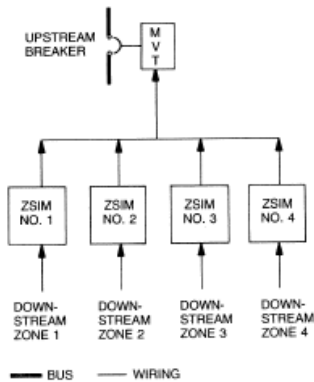 UPSTREAM
BREAKER
M
V
T
ZSIM
NO. 1
ZSIM
NO. 2
ZSIM
NO. 3
ZSIM
NO. 4
DOWN-
STREAM
ZONE 1
DOWN-
STREAM
ZONE 2
DOWN-
STREAM
ZONE 3
DOWN-
STREAM
ZONE 4
BUS
WIRING